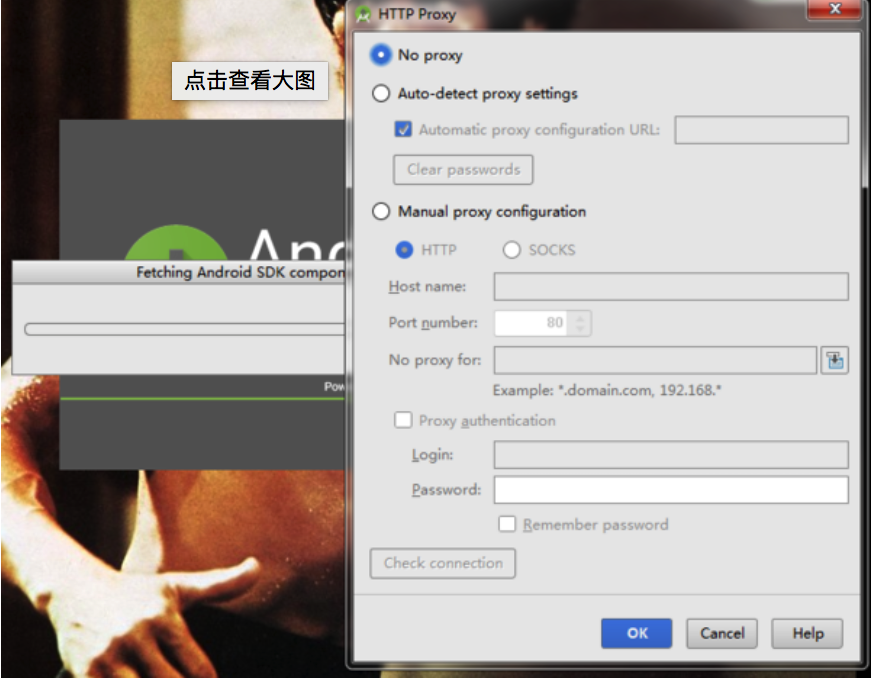 HTTP Proxy
No proxy
点击查看大图
Auto-detect proxy settings
Automatic proxy configuration URL:
Clear passwords
Manual proxy configuration
HTTP SOCKS
Fetching Android SDK compon
Host name:
Port number: 80
No proxy for:
Example: *.domain.com, 192.168.*
Proxy authentication
Login:
Password:
Remember password
Check connection
OK Cancel Help